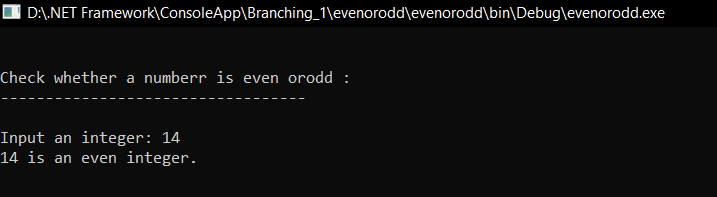 D:\.NET Framework\ConsoleApp\Branching_1\evenorodd\evenorodd\bin\Debug\evenorodd.exe
Check whether a numberr is even orodd :
----------------------------------
Input an integer: 14
14 is an even integer.